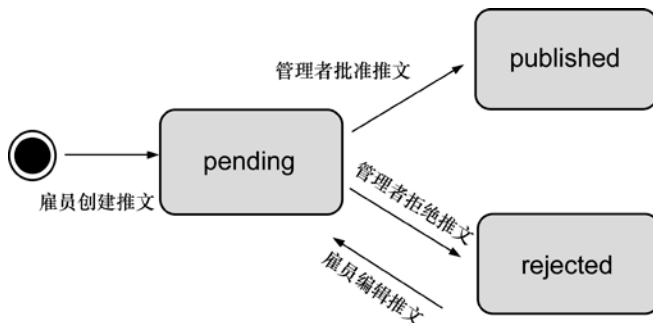 published
管理者批准推文
pending
雇员创建推文
管理者拒绝推文
雇员编辑推文
rejected